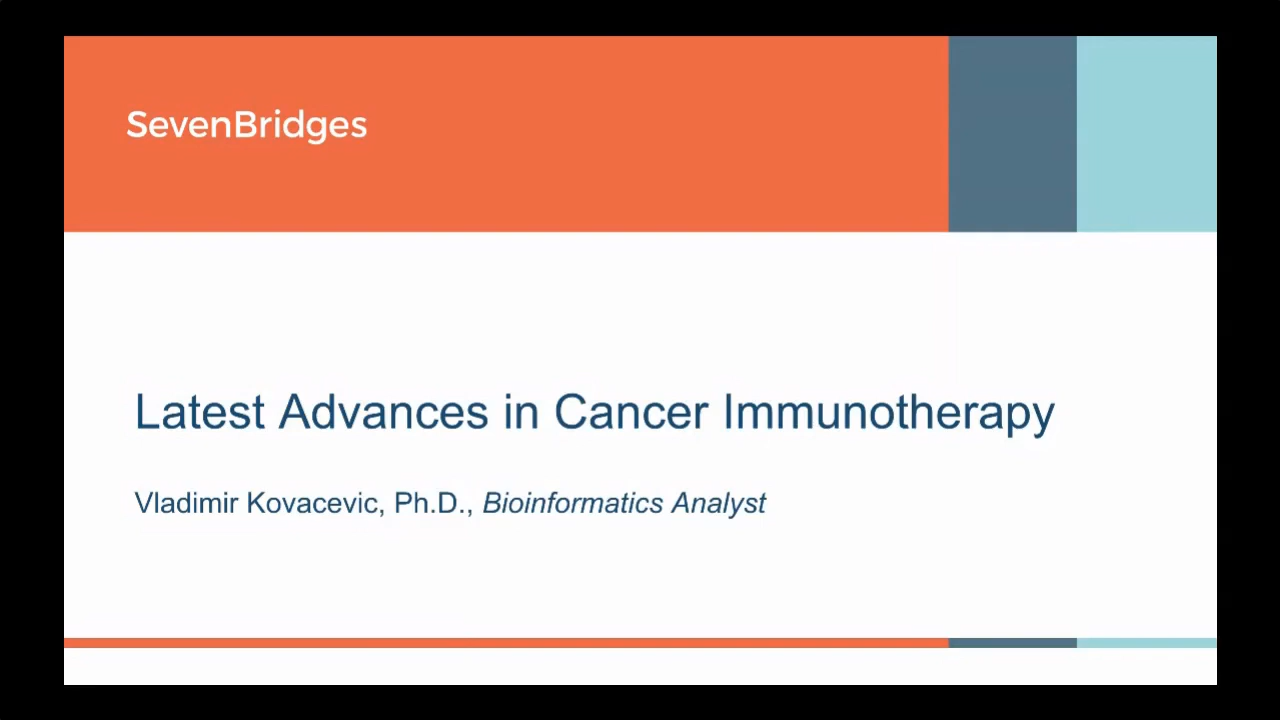 SevenBridges
Latest Advances in Cancer Immunotherapy
Vladimir Kovacevic, Ph.D., Bioinformatics Analyst